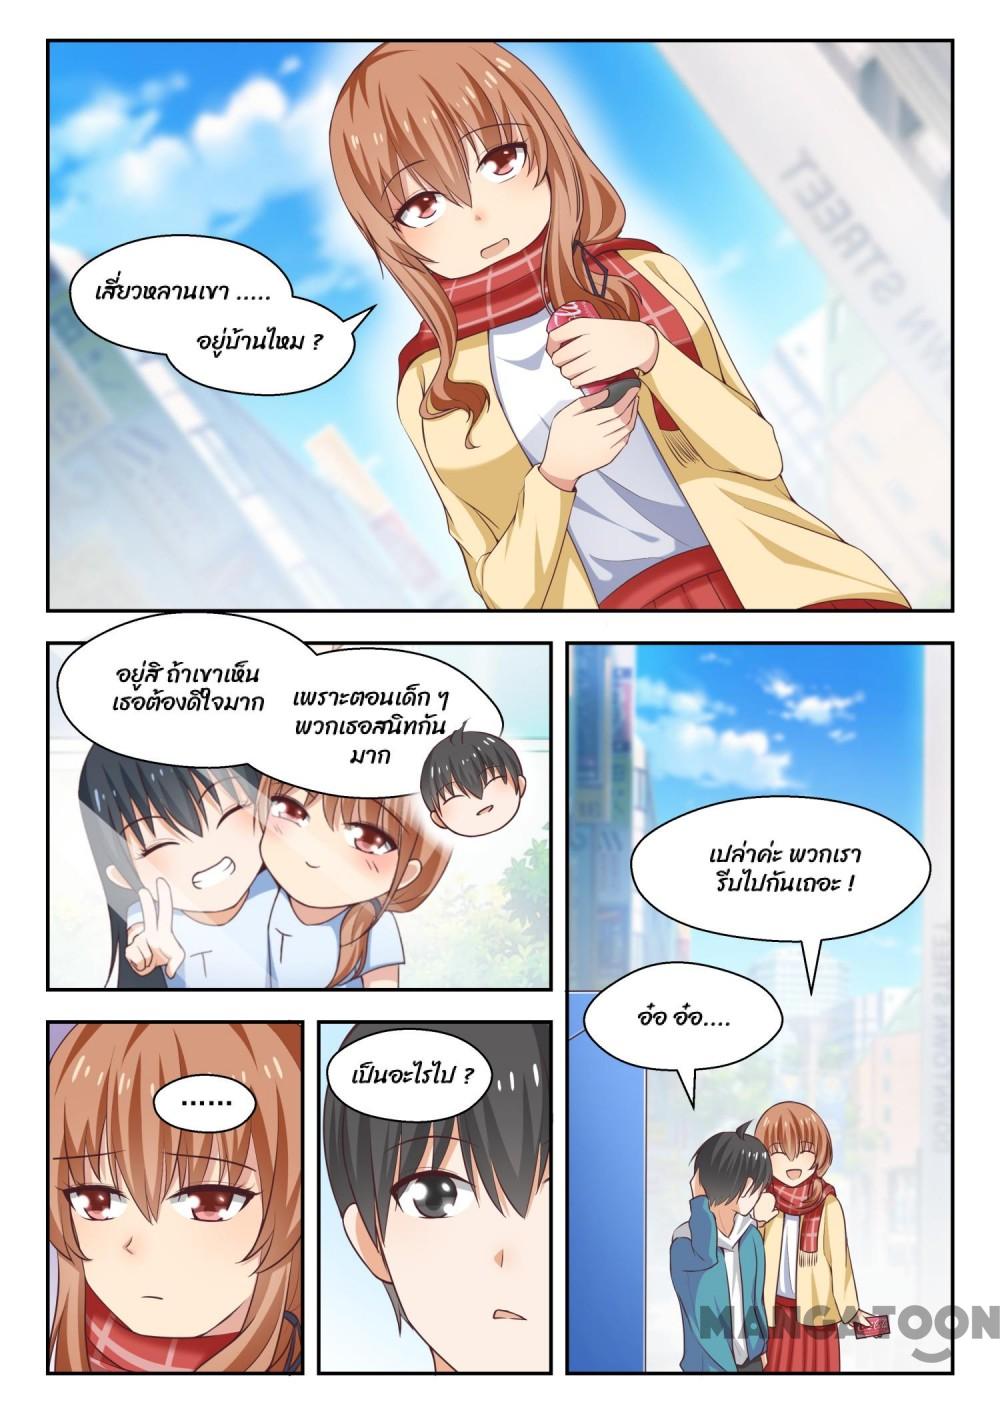 TOWN STREET
เสี่ยวหลานเขา .....
อยู่บ้านไหม ?
อยู่สิ ถ้าเขาเห็น
เธอต้องดีใจมาก
เพราะตอนเด็ก ๆ
พวกเธอสนิทกัน
มาก
T
T
......
เป็นอะไรไป ?
เปล่าค่ะ พวกเรา
รีบไปกันเถอะ !
อ๋อ อ๋อ....
DOWNTOWN STREET
MANGATOON